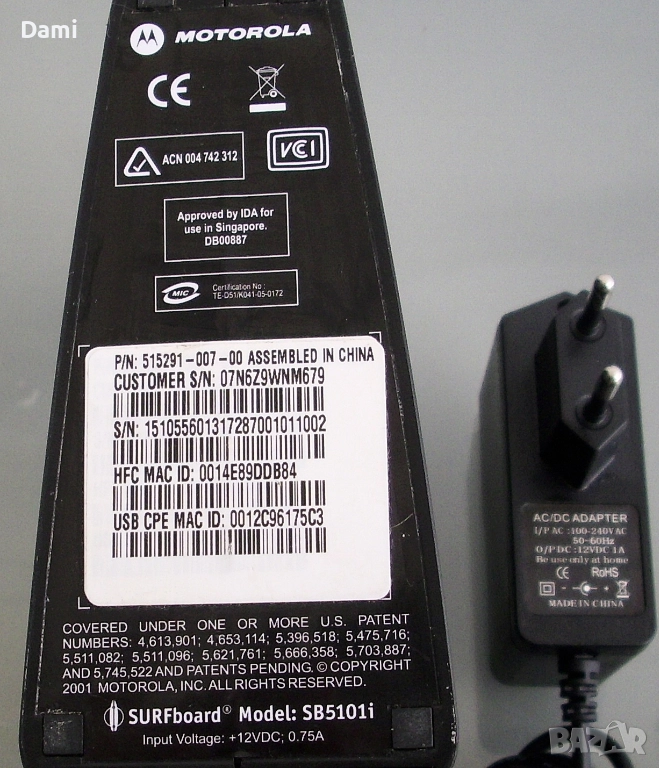 Dami
MOTOROLA
CE
ACN 004 742 312
VCI
Approved by IDA for
use in Singapore.
DB00887
MIC
Certification No :
TE-D51/K041-05-0172
P/N: 515291-007-00 ASSEMBLED IN CHINA
CUSTOMER S/N: 07N6Z9WNM679
S/N: 151055601317287001011002
HFC MAC ID: 0014E89DDB84
USB CPE MAC ID: 0012C96175C3
COVERED UNDER ONE OR MORE U.S. PATENT
NUMBERS: 4,613,901; 4,653,114; 5,396,518; 5,475,716;
5,511,082; 5,511,096; 5,621,761; 5,666,358; 5,703,887;
AND 5,745,522 AND PATENTS PENDING. © COPYRIGHT
2001 MOTOROLA, INC. ALL RIGHTS RESERVED.
SURFboard® Model: SB5101i
Input Voltage: +12VDC; 0.75A
AC/DC ADAPTER
I/P AC :100-240V AC
50-60Hz
O/P DC :12VDC 1A
Be use only at home
CE RoHS
MADE IN CHINA
BAZAR